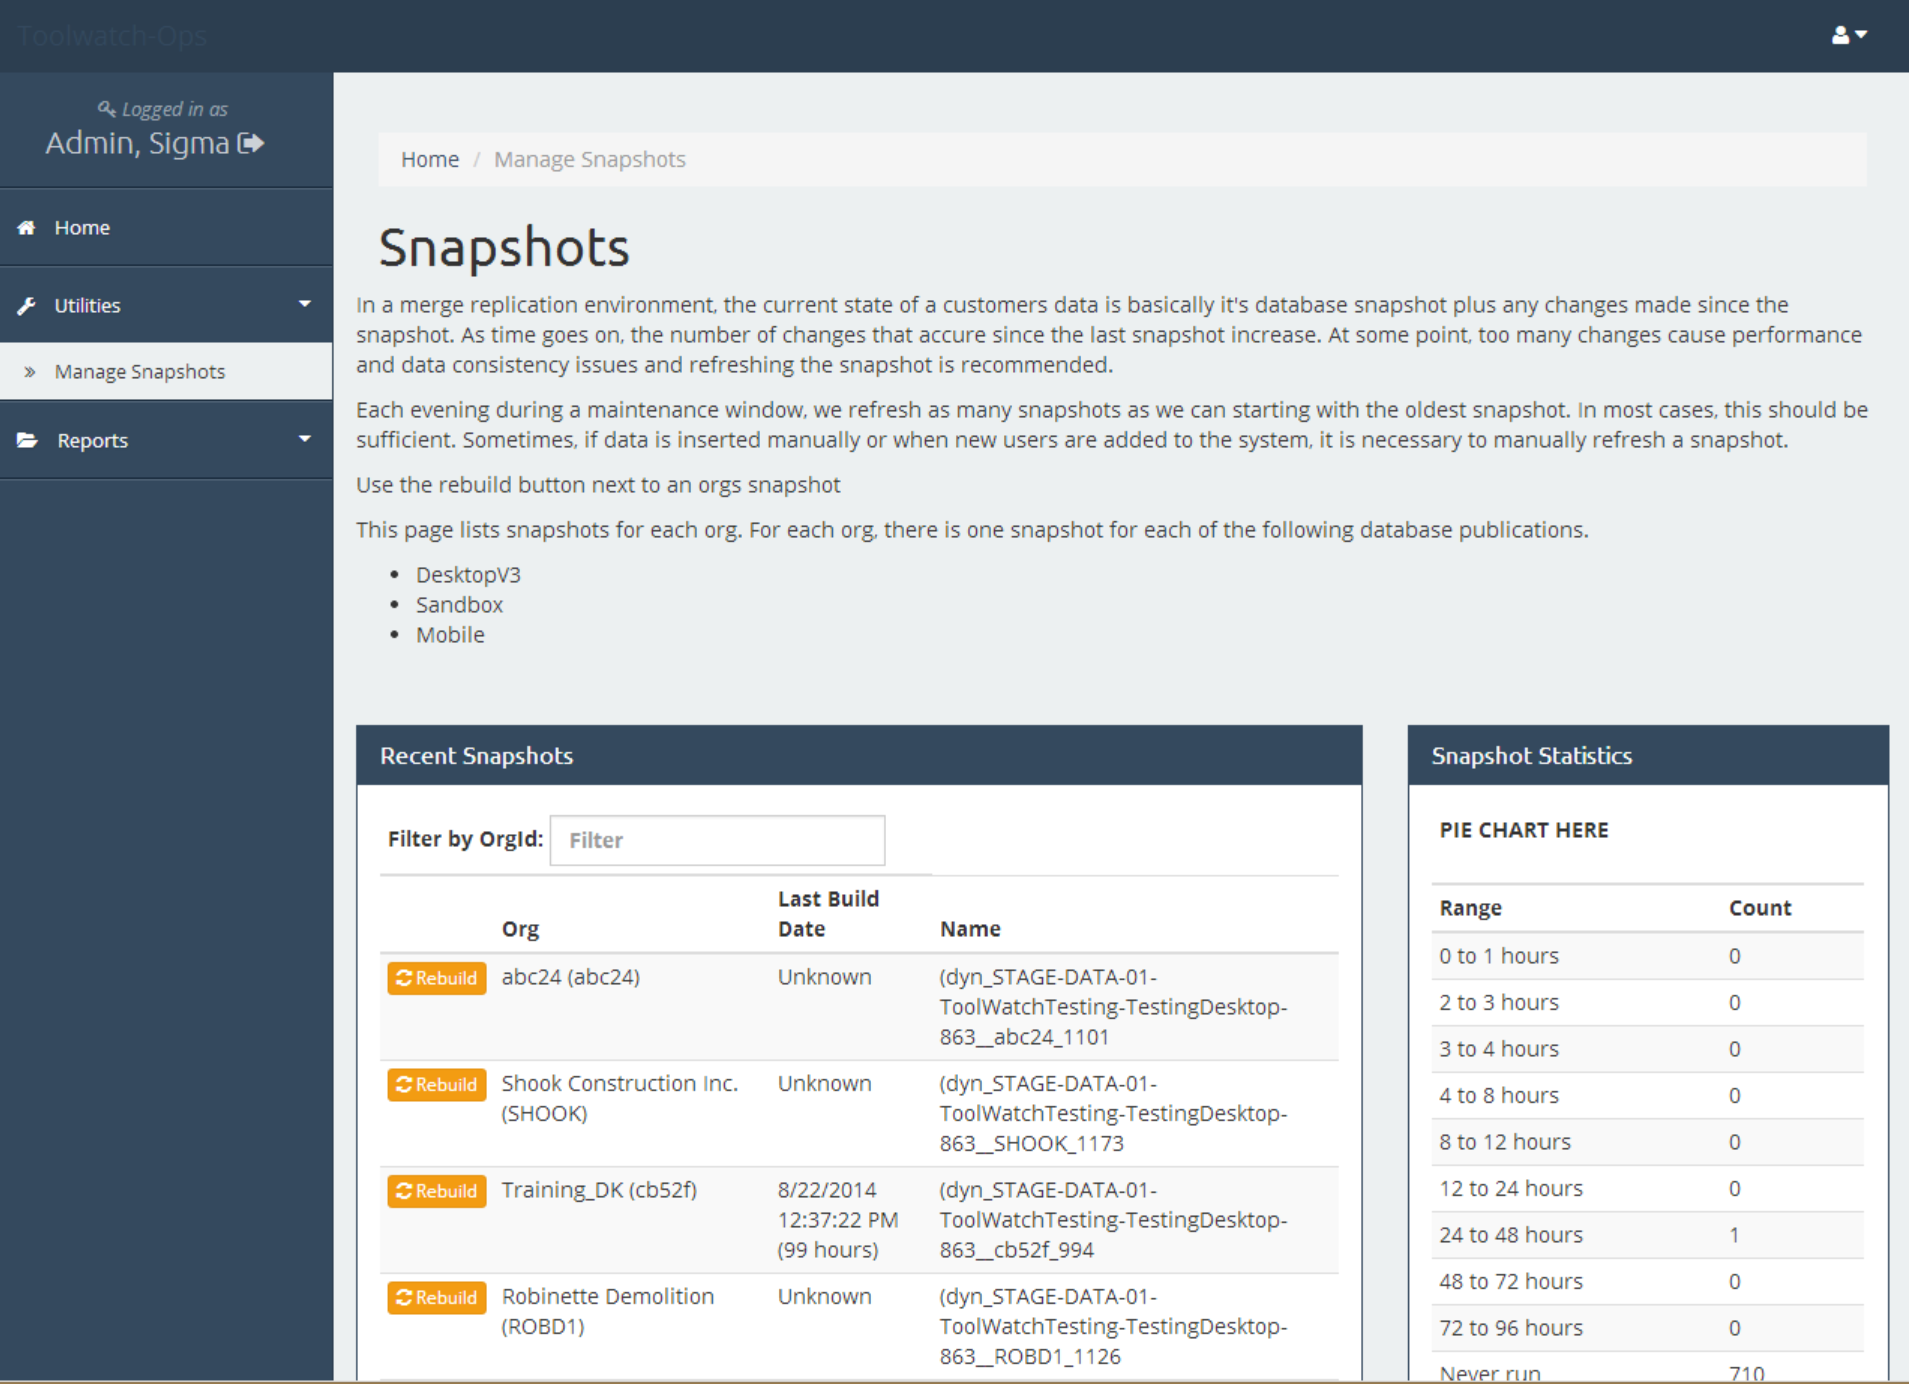 Toolwatch-Ops
Logged in as
Admin, Sigma
Home
Utilities
Manage Snapshots
Reports
Home / Manage Snapshots
Snapshots
In a merge replication environment, the current state of a customers data is basically it's database snapshot plus any changes made since the
snapshot. As time goes on, the number of changes that accure since the last snapshot increase. At some point, too many changes cause performance
and data consistency issues and refreshing the snapshot is recommended.
Each evening during a maintenance window, we refresh as many snapshots as we can starting with the oldest snapshot. In most cases, this should be
sufficient. Sometimes, if data is inserted manually or when new users are added to the system, it is necessary to manually refresh a snapshot.
Use the rebuild button next to an orgs snapshot
This page lists snapshots for each org. For each org, there is one snapshot for each of the following database publications.
• DesktopV3
• Sandbox
• Mobile
Recent Snapshots
Filter by OrgId: Filter
Last Build
Org Date Name
Rebuild abc24 (abc24) Unknown (dyn_STAGE-DATA-01-
ToolWatchTesting-TestingDesktop-
863__abc24_1101
Rebuild Shook Construction Inc. Unknown (dyn_STAGE-DATA-01-
(SHOOK) ToolWatchTesting-TestingDesktop-
863__SHOOK_1173
Rebuild Training_DK (cb52f) 8/22/2014 (dyn_STAGE-DATA-01-
12:37:22 PM ToolWatchTesting-TestingDesktop-
(99 hours) 863__cb52f_994
Rebuild Robinette Demolition Unknown (dyn_STAGE-DATA-01-
(ROBD1) ToolWatchTesting-TestingDesktop-
863__ROBD1_1126
Snapshot Statistics
PIE CHART HERE
Range Count
0 to 1 hours 0
2 to 3 hours 0
3 to 4 hours 0
4 to 8 hours 0
8 to 12 hours 0
12 to 24 hours 0
24 to 48 hours 1
48 to 72 hours 0
72 to 96 hours 0
Never run 710